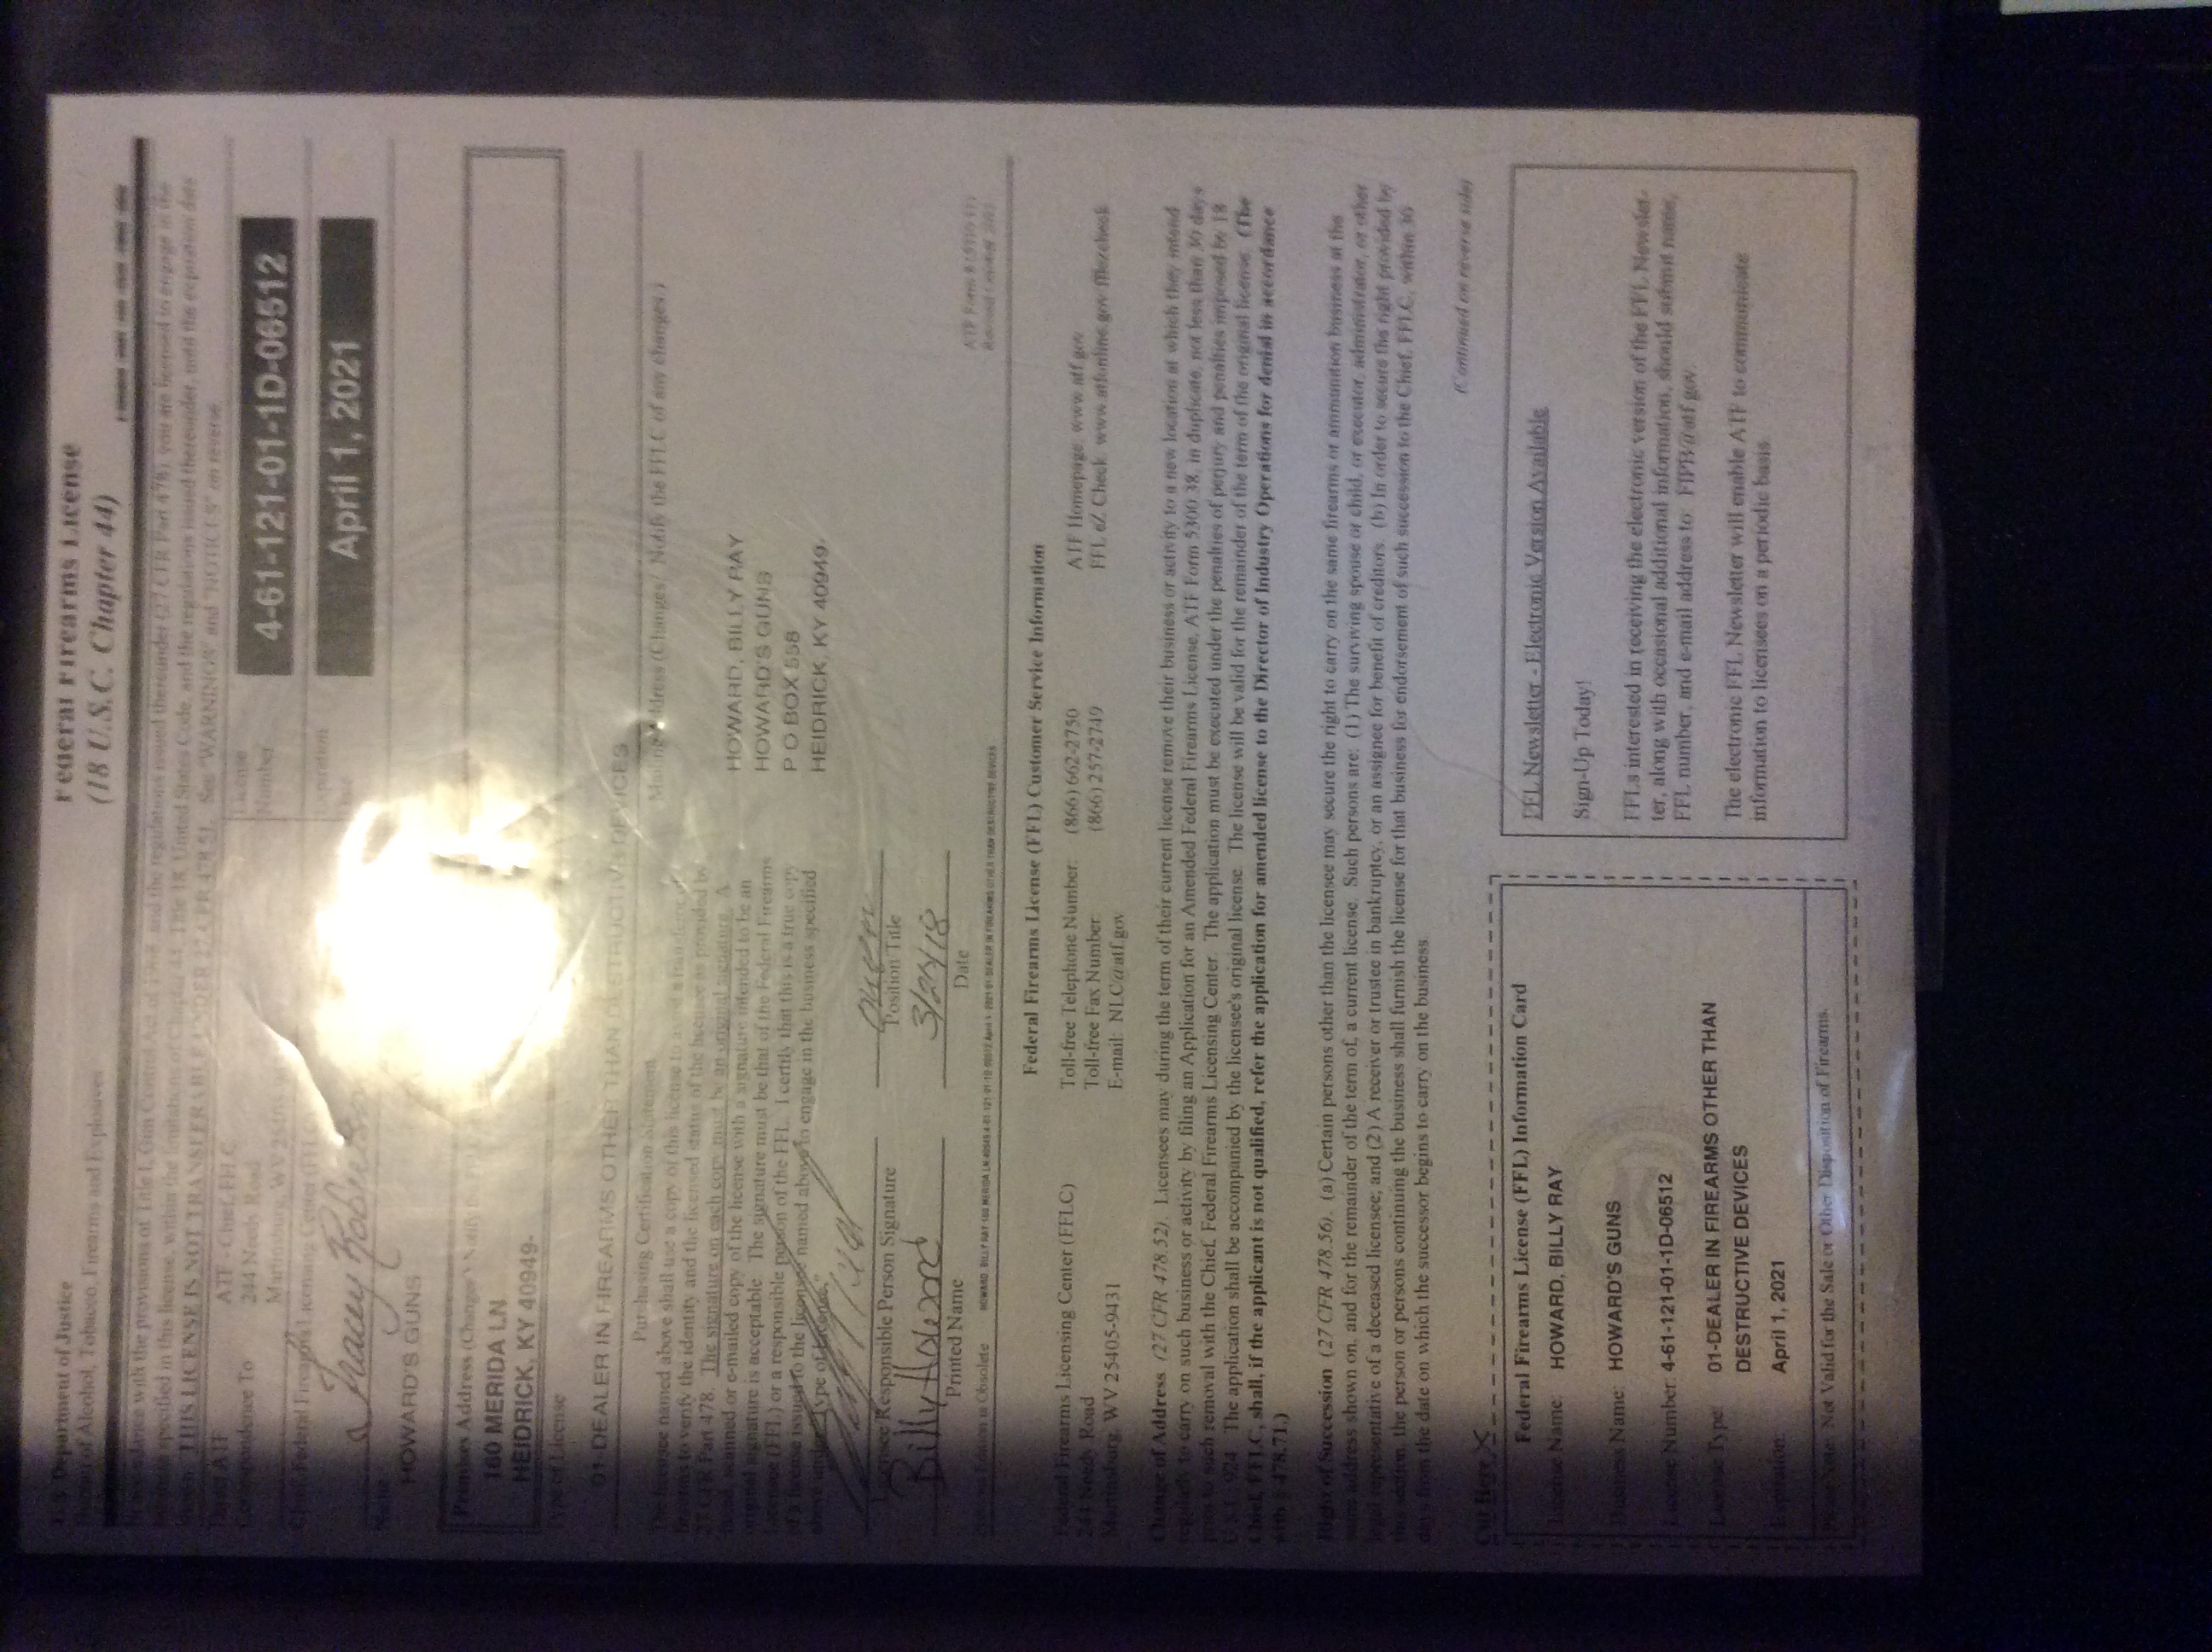 U.S. Department of Justice
of Alcohol, Tobacco, Firearms and Explosives
Federal Firearms License
(18 U.S.C. Chapter 44)
with the provisions of Title I, Gun Control Act of 1968, and the regulations issued thereunder (27 CFR Part 478), you are licensed to engage in the
specified in this license, within the limitations of Chapter 44, Title 18, United States Code, and the regulations issued thereunder, until the expiration date
THIS LICENSE IS NOT TRANSFERABLE UNDER 27 CFR 478.51. See "WARNINGS" and "NOTICES" on reverse.
Direct ATF
Correspondence To
ATF - Chief, FFLC
244 Needy Road
Martinsburg, WV 25405-9431
License
Number
4-61-121-01-1D-06512
Chief, Federal Firearms Licensing Center (FFLC)
Tracey Robertson
Expiration
Date
April 1, 2021
Name
HOWARD'S GUNS
Premises Address (Changes? Notify the FFLC
160 MERIDA LN
HEIDRICK, KY 40949-
Type of License
01-DEALER IN FIREARMS OTHER THAN DESTRUCTIVE DEVICES
Purchasing Certification Statement
The licensee named above shall use a copy of this license to assist a transferor of
firearms to verify the identity and the licensed status of the licensee as provided by
27 CFR Part 478. The signature on each copy must be an original signature. A
faxed, scanned or e-mailed copy of the license with a signature intended to be an
original signature is acceptable. The signature must be that of the Federal Firearms
Licensee (FFL) or a responsible person of the FFL. I certify that this is a true copy
of a license issued to the licensee named above to engage in the business specified
above under "Type of License."
Mailing Address (Changes? Notify the FFLC of any changes.)
HOWARD, BILLY RAY
HOWARD'S GUNS
P O BOX 558
HEIDRICK, KY 40949-
owner
Licensee/Responsible Person Signature
Position/Title
Billy Howard
Printed Name
Date
Previous Edition is Obsolete
HOWARD, BILLY RAY 160 MERIDA LN 40949 4-61-121-01-1D-06512 April 1, 2021 01-DEALER IN FIREARMS OTHER THAN DESTRUCTIVE DEVICES
ATF Form 8 (5310.11)
Revised October 2011
Federal Firearms License (FFL) Customer Service Information
Federal Firearms Licensing Center (FFLC)
244 Needy Road
Martinsburg, WV 25405-9431
Toll-free Telephone Number: (866) 662-2750
Toll-free Fax Number: (866) 257-2749
E-mail: NLC@atf.gov
ATF Homepage: www.atf.gov
FFL eZ Check: www.atfonline.gov/fflezcheck
Change of Address (27 CFR 478.52). Licensees may during the term of their current license remove their business or activity to a new location at which they intend
regularly to carry on such business or activity by filing an Application for an Amended Federal Firearms License, ATF Form 5300.38, in duplicate, not less than 30 days
prior to such removal with the Chief, Federal Firearms Licensing Center. The application must be executed under the penalties of perjury and penalties imposed by 18
U.S.C. 924. The application shall be accompanied by the licensee's original license. The license will be valid for the remainder of the term of the original license. (The
Chief, FFLC, shall, if the applicant is not qualified, refer the application for amended license to the Director of Industry Operations for denial in accordance
with § 478.71.)
Right of Succession (27 CFR 478.56). (a) Certain persons other than the licensee may secure the right to carry on the same firearms or ammunition business at the
same address shown on, and for the remainder of the term of, a current license. Such persons are: (1) The surviving spouse or child, or executor, administrator, or other
legal representative of a deceased licensee; and (2) A receiver or trustee in bankruptcy, or an assignee for benefit of creditors. (b) In order to secure the right provided by
this section, the person or persons continuing the business shall furnish the license for that business for endorsement of such succession to the Chief, FFLC, within 30
days from the date on which the successor begins to carry on the business.
(Continued on reverse side)
Cut Here
Federal Firearms License (FFL) Information Card
License Name: HOWARD, BILLY RAY
Business Name: HOWARD'S GUNS
License Number: 4-61-121-01-1D-06512
License Type: 01-DEALER IN FIREARMS OTHER THAN
DESTRUCTIVE DEVICES
Expiration: April 1, 2021
Please Note: Not Valid for the Sale or Other Disposition of Firearms.
FFL Newsletter - Electronic Version Available
Sign-Up Today!
FFLs interested in receiving the electronic version of the FFL Newslet-
ter, along with occasional additional information, should submit name,
FFL number, and e-mail address to: FIPB@atf.gov.
The electronic FFL Newsletter will enable ATF to communicate
information to licensees on a periodic basis.